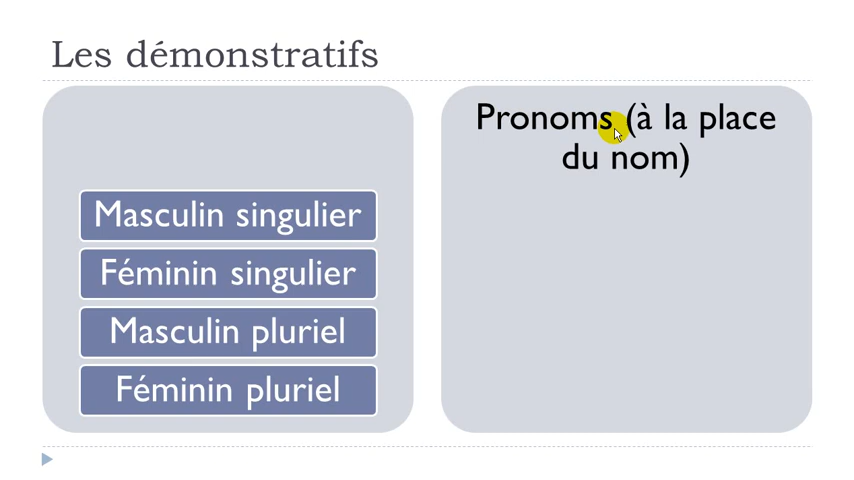 Les démonstratifs
Masculin singulier
Féminin singulier
Masculin pluriel
Féminin pluriel
Pronoms (à la place
du nom)